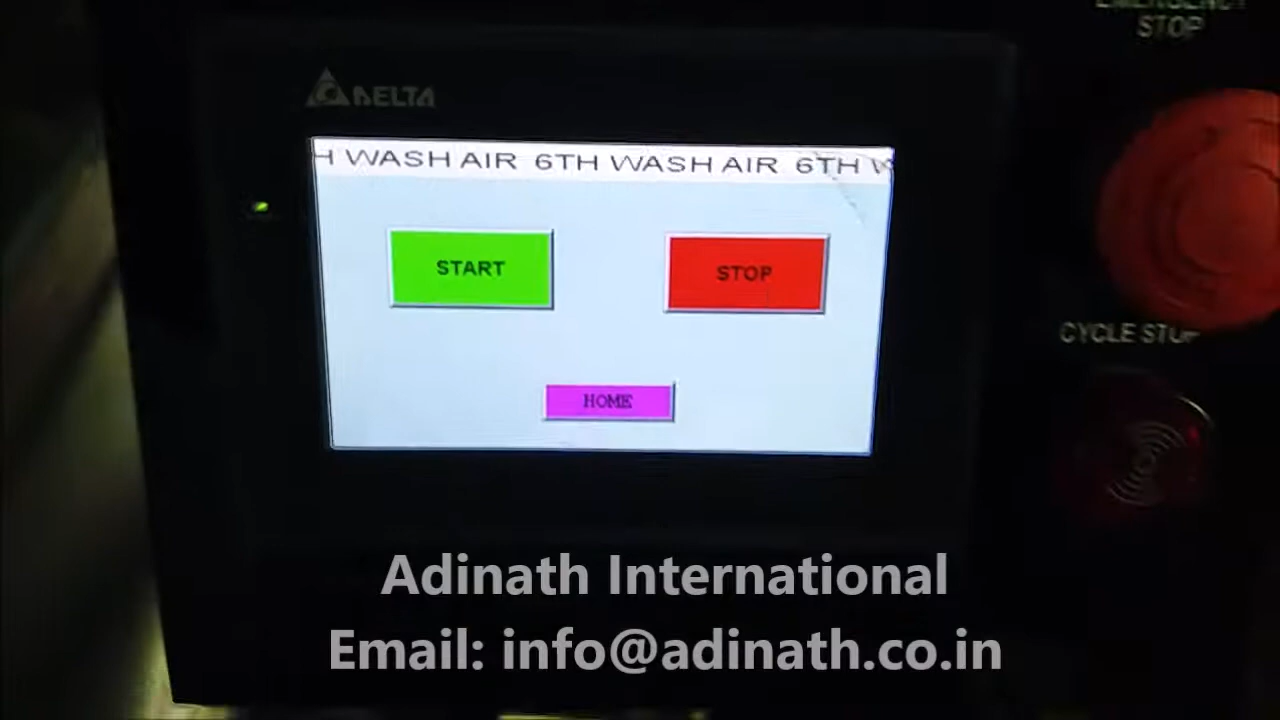 EMERGENCY
STOP
DELTA
H WASH AIR 6TH WASH AIR 6TH W
START
STOP
HOME
CYCLE STOP
Adinath International
Email: info@adinath.co.in